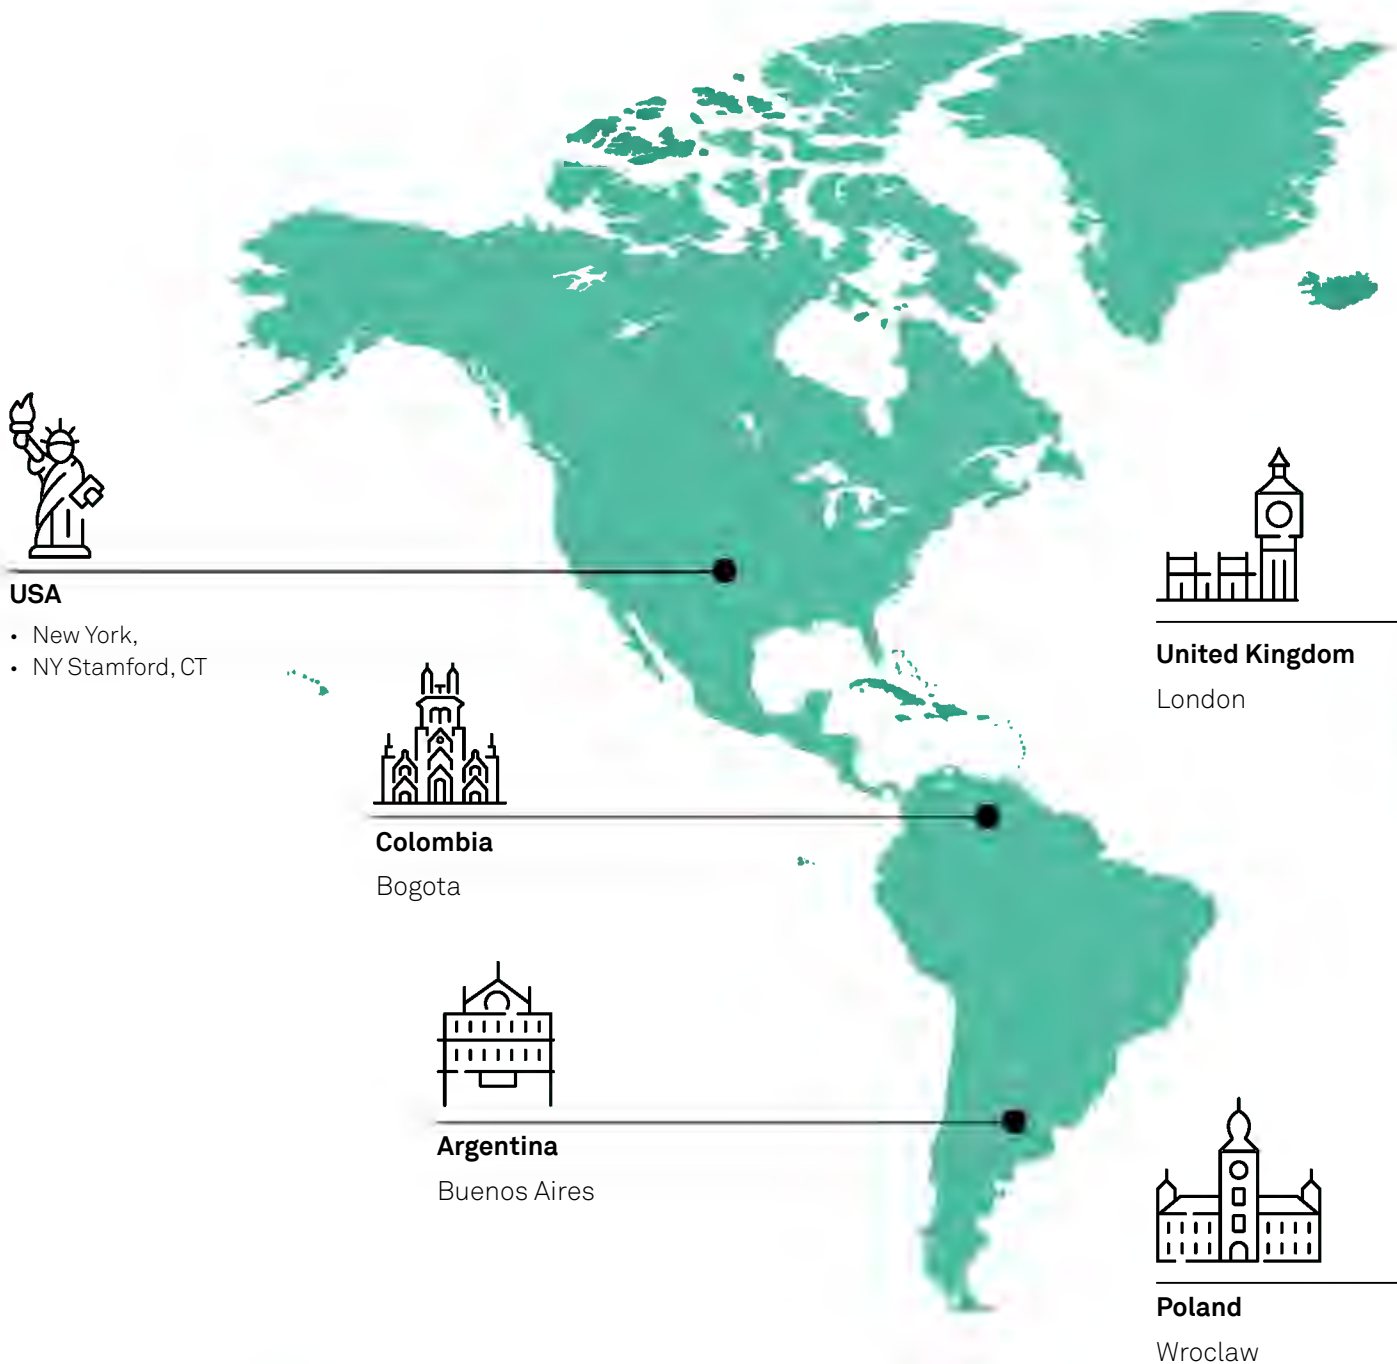 USA
• New York,
• NY Stamford, CT
United Kingdom
London
Colombia
Bogota
Argentina
Buenos Aires
Poland
Wroclaw